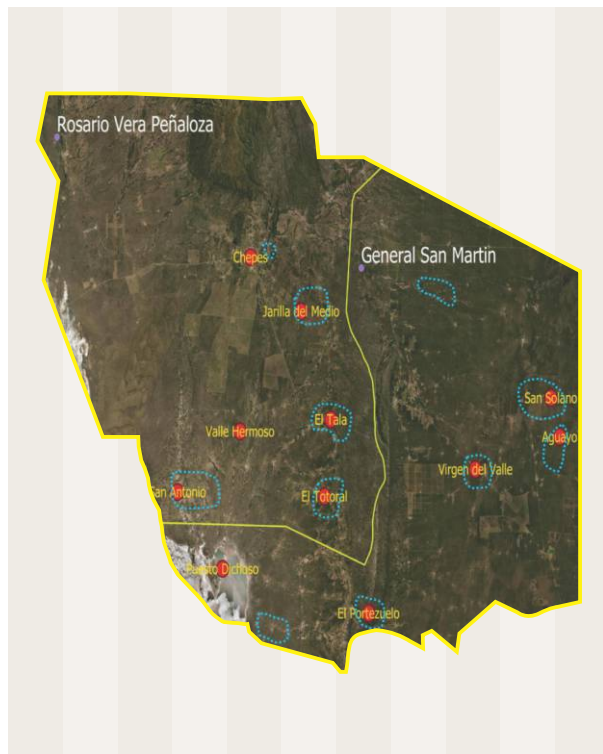 Rosario Vera Peñaloza
Chepes
General San Martin
Jarilla del Medio
San Solano
El Tala
Valle Hermoso
Aguayo
Virgen del Valle
San Antonio
El Totoral
Puesto Dichoso
El Portezuelo